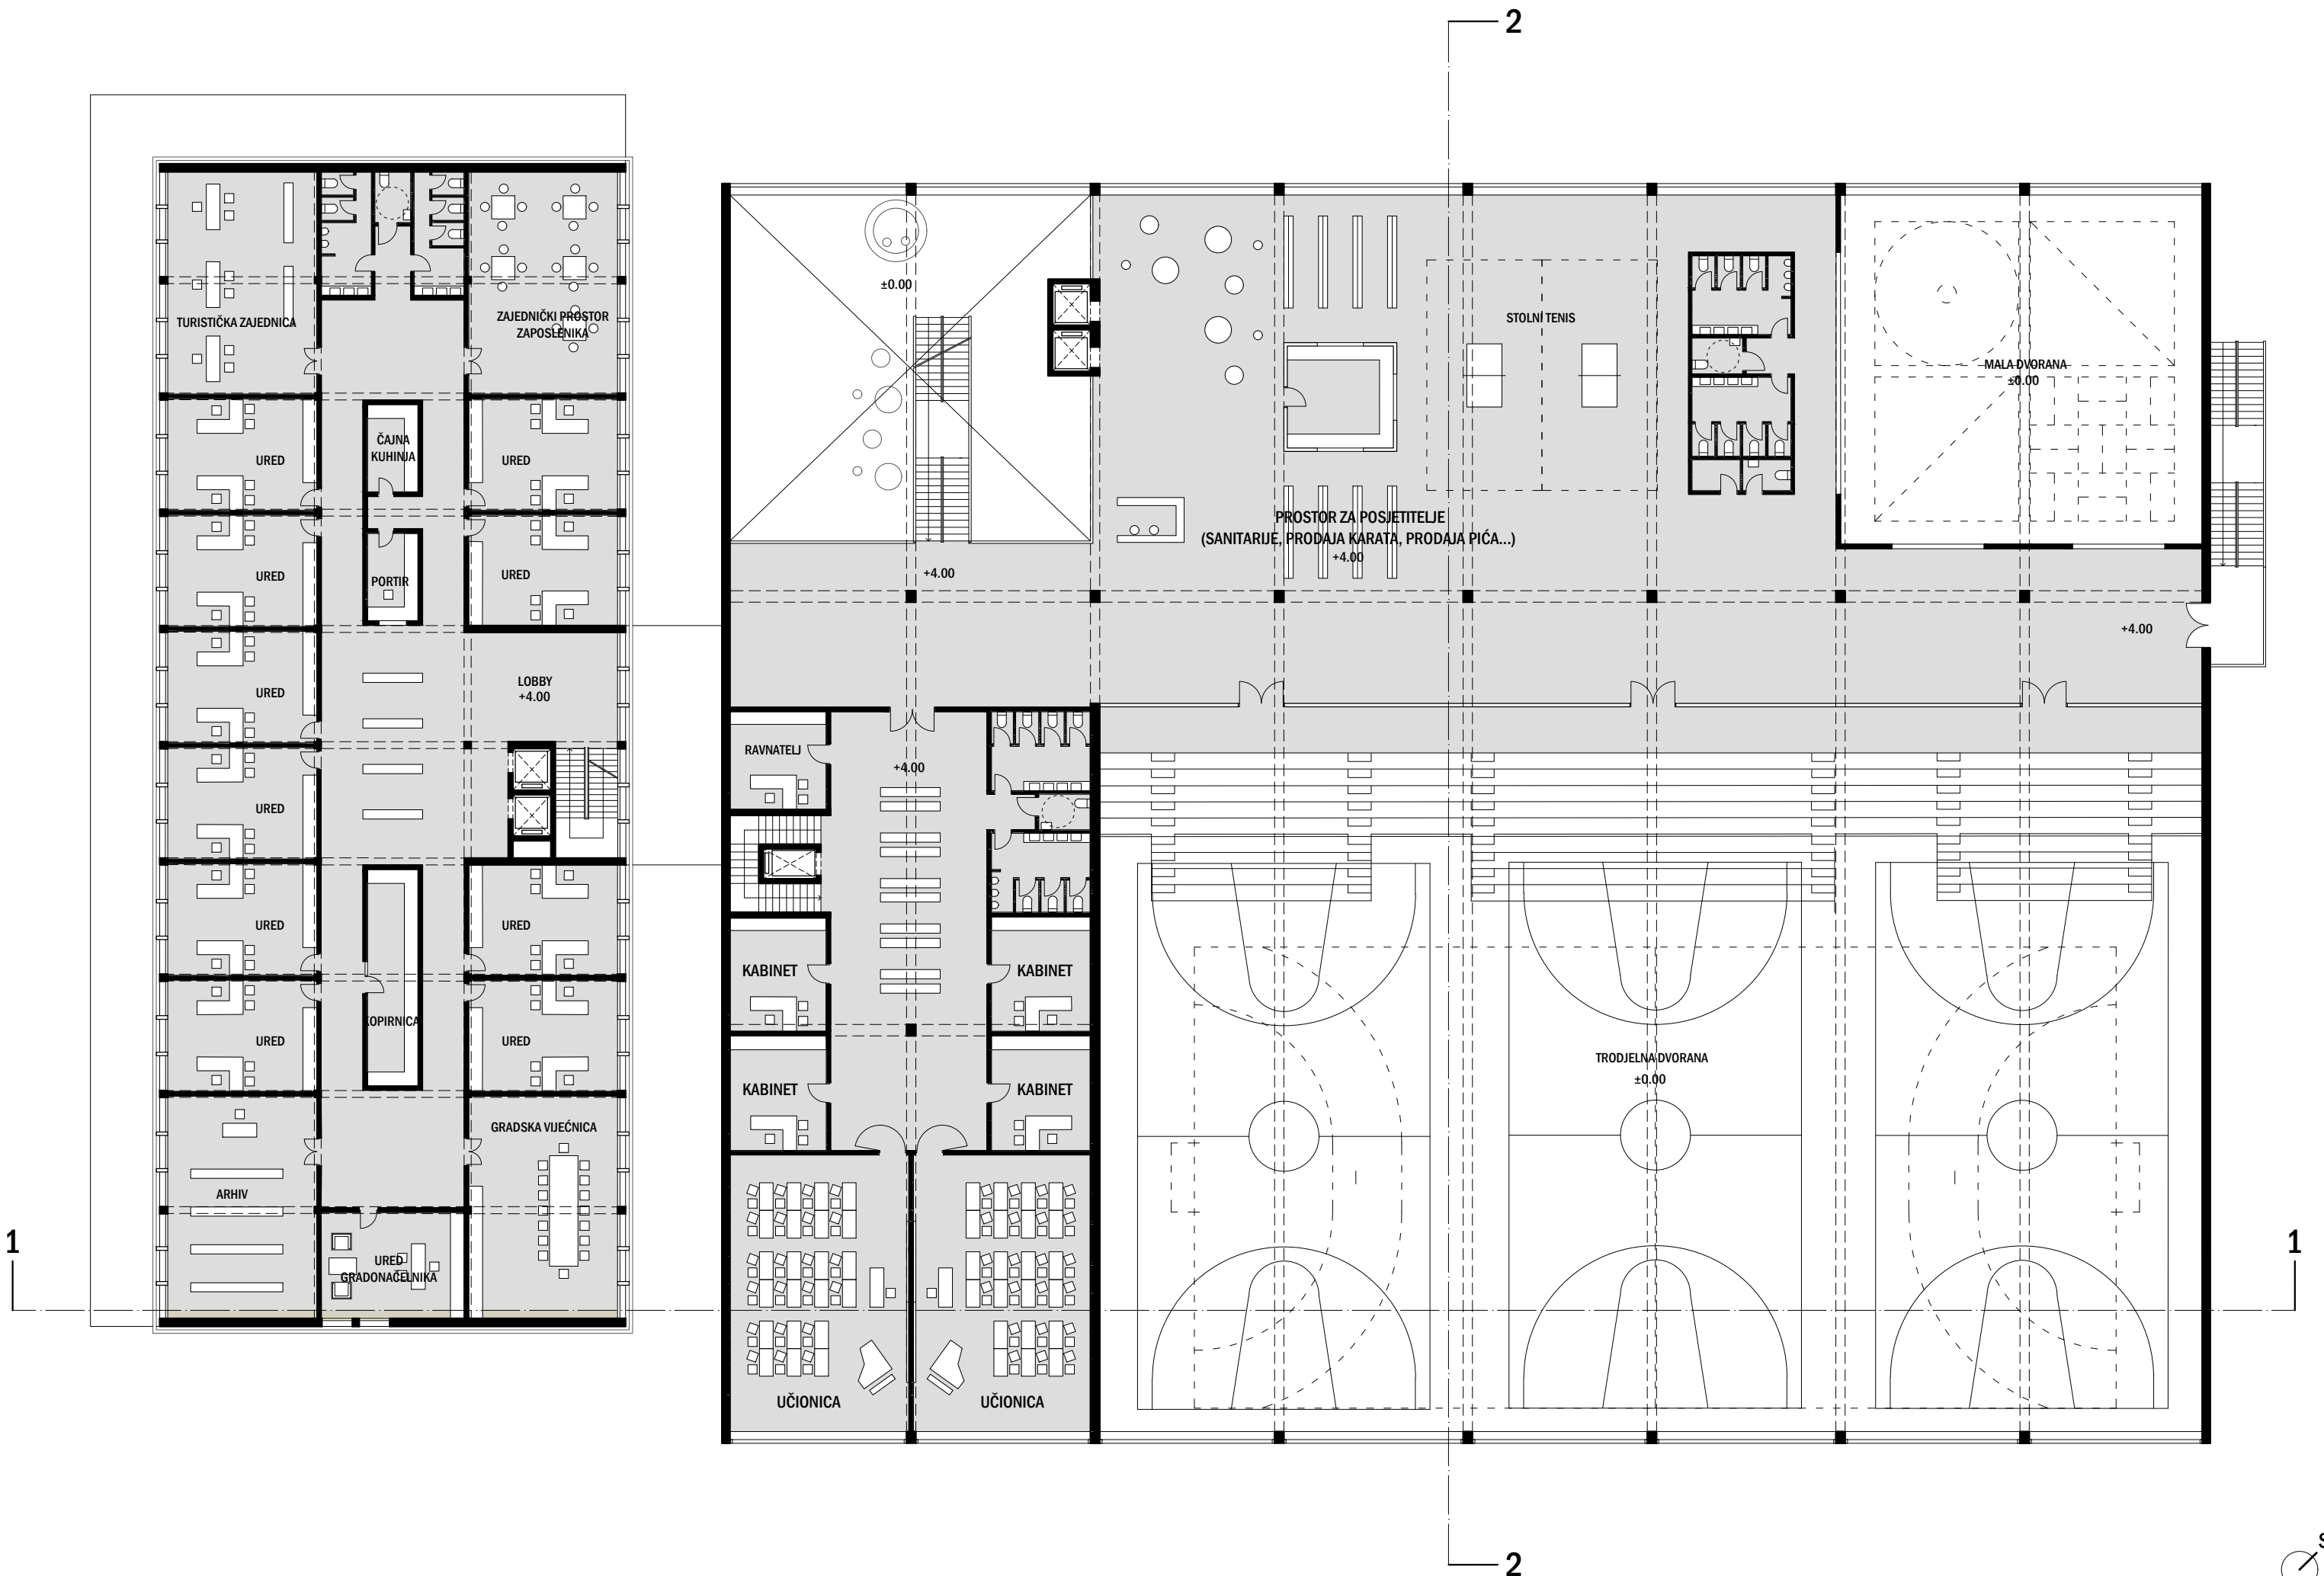 2
TURISTIČKA ZAJEDNICA
ZAJEDNIČKI PROSTOR
ZAPOSLENIKA
±0.00
STOLNI TENIS
MALA DVORANA
±0.00
ČAJNA
KUHINJA
URED
URED
PROSTOR ZA POSJETITELJE
(SANITARIJE, PRODAJA KARATA, PRODAJA PIĆA...)
+4.00
+4.00
URED
PORTIR
URED
+4.00
URED
LOBBY
+4.00
RAVNATELJ
+4.00
URED
URED
URED
KABINET
KABINET
URED
KOPIRNICA
URED
TRODJELNA DVORANA
±0.00
KABINET
KABINET
GRADSKA VIJEĆNICA
ARHIV
URED
GRADONAČELNIKA
1
1
UČIONICA
UČIONICA
2
S